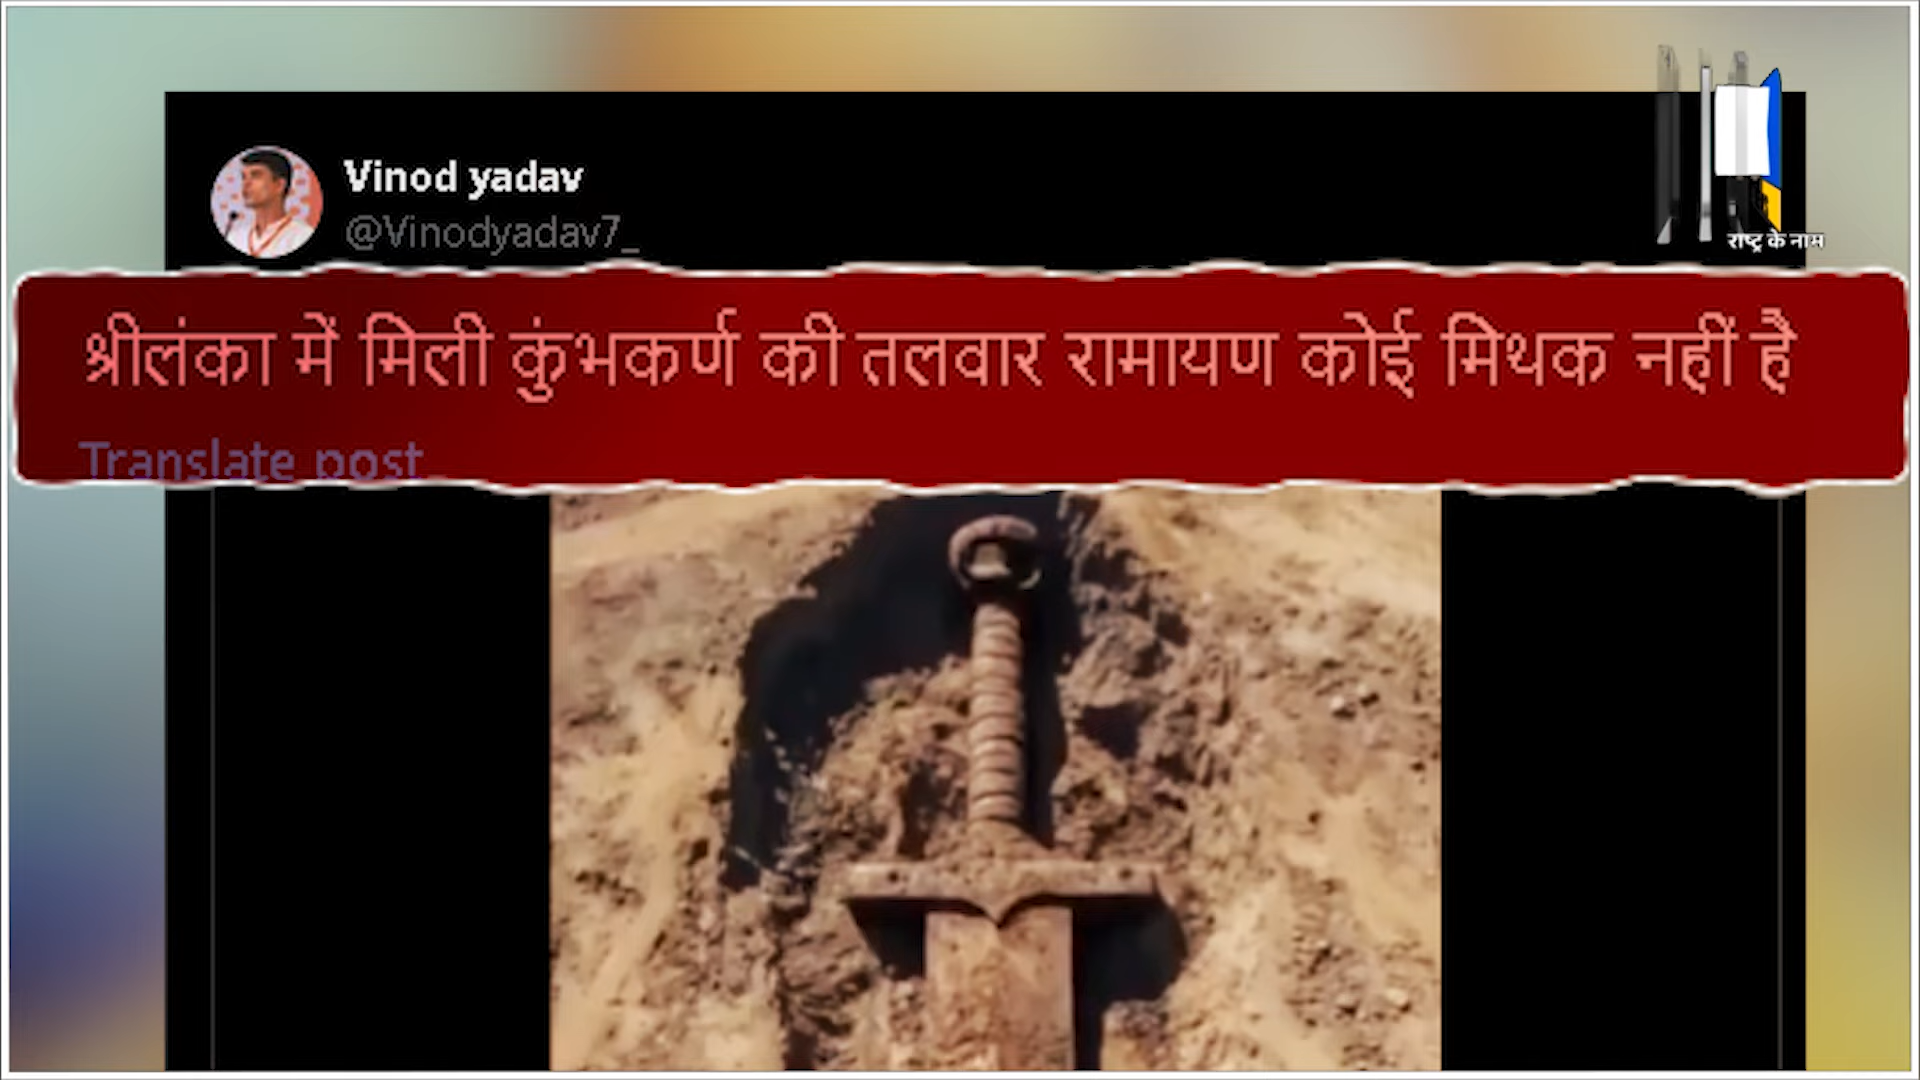 Vinod yadav
@Vinodyadav7_
राष्ट्र के नाम
श्रीलंका में मिली कुंभकर्ण की तलवार रामायण कोई मिथक नहीं है
Translate post